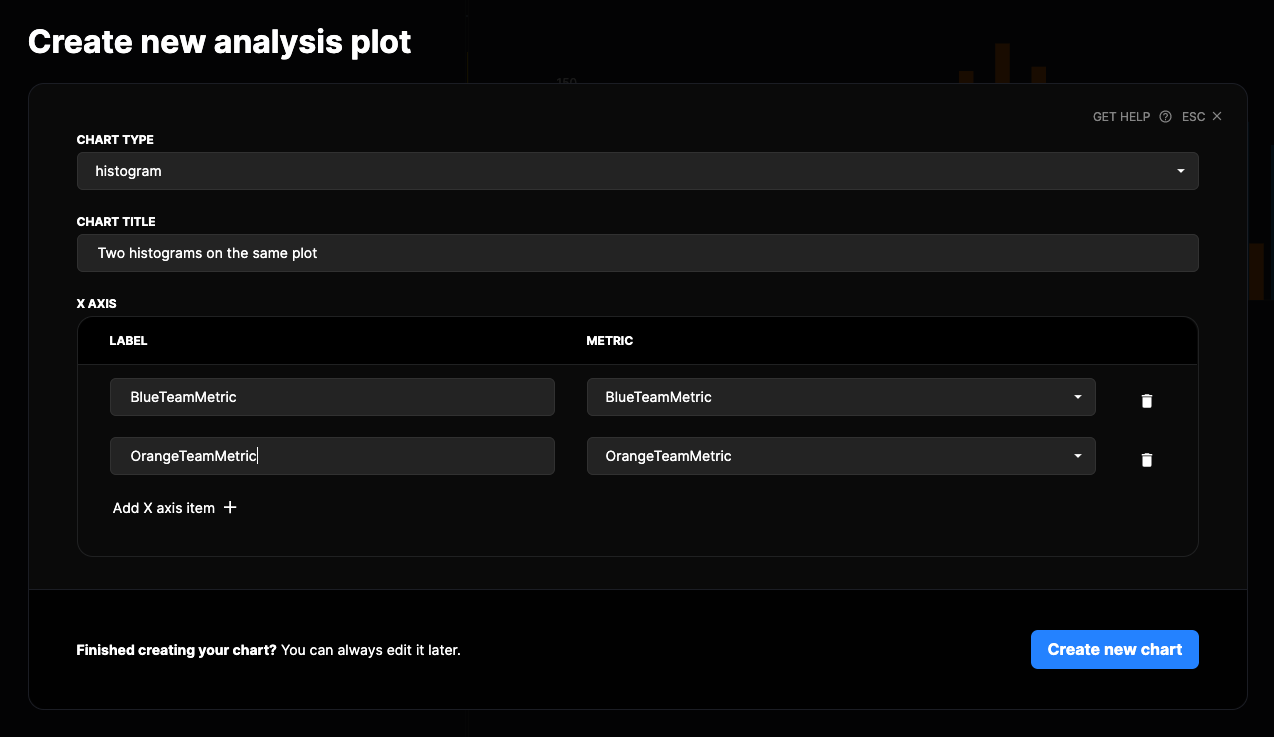 Create new analysis plot
150
GET HELP ESC
CHART TYPE
histogram
CHART TITLE
Two histograms on the same plot
X AXIS
LABEL METRIC
BlueTeamMetric BlueTeamMetric
OrangeTeamMetric OrangeTeamMetric
Add X axis item +
Finished creating your chart? You can always edit it later. Create new chart